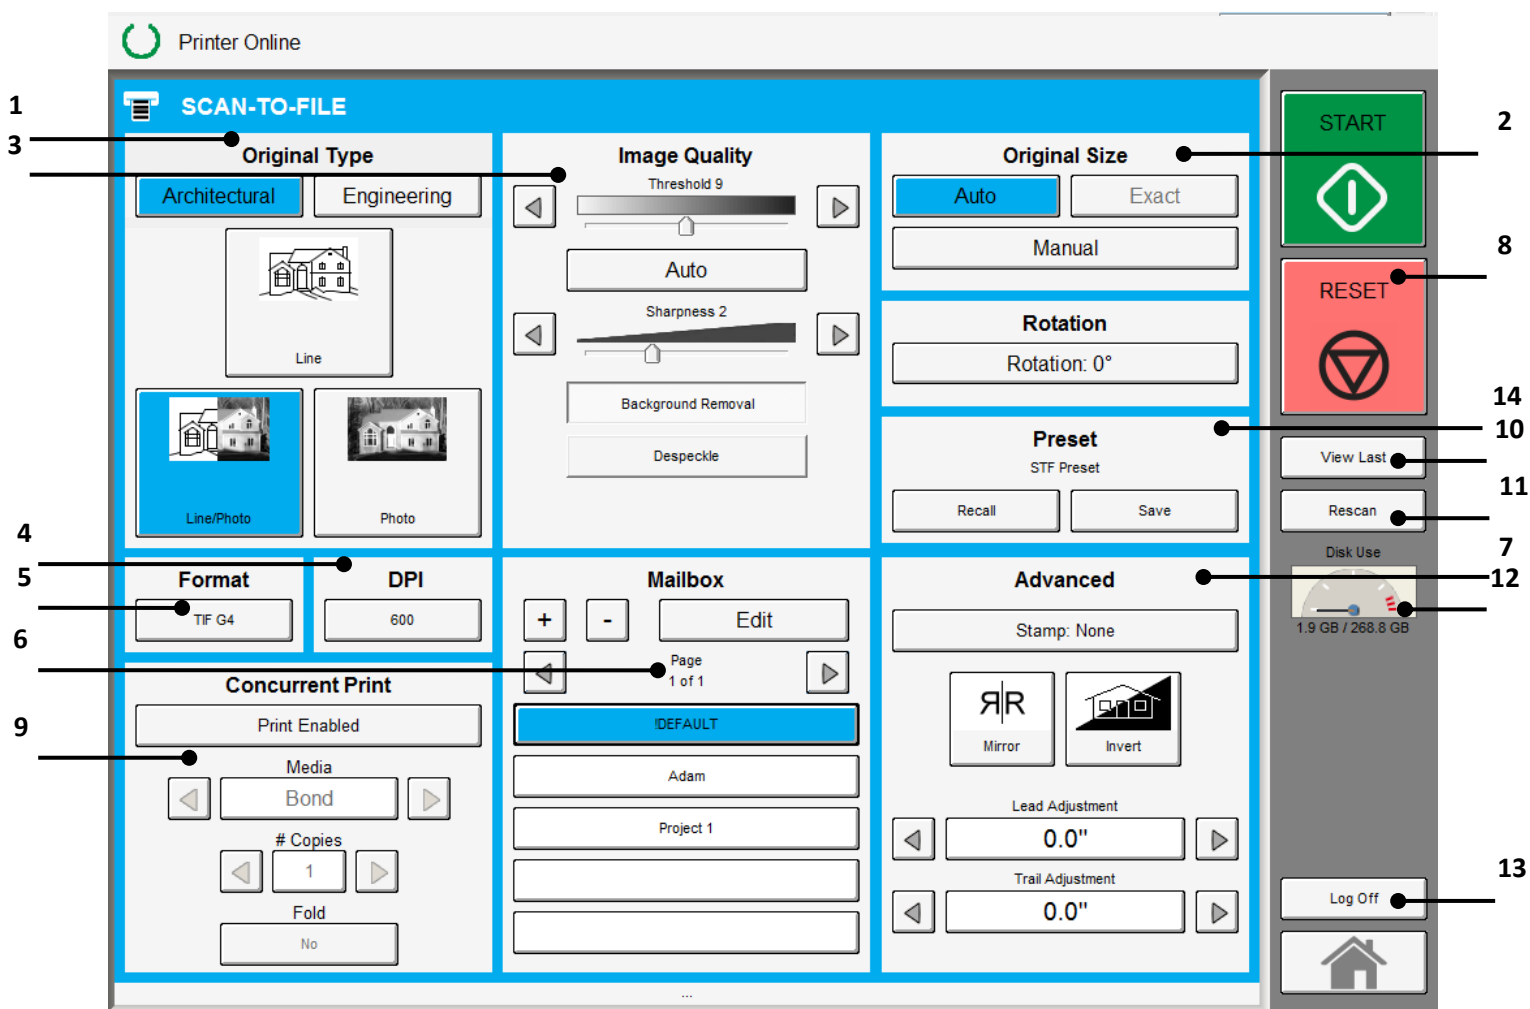 Printer Online
SCAN-TO-FILE
1
3
4
5
6
9
Original Type
Architectural
Engineering
Line
Line/Photo
Photo
Format
TIF G4
DPI
600
Concurrent Print
Print Enabled
Media
Bond
# Copies
1
Fold
No
Image Quality
Threshold 9
Auto
Sharpness 2
Background Removal
Despeckle
Mailbox
+
-
Edit
Page
1 of 1
!DEFAULT
Adam
Project 1
Original Size
Auto
Exact
Manual
Rotation
Rotation: 0°
Preset
STF Preset
Recall
Save
Advanced
Stamp: None
ЯR
Mirror
Invert
Lead Adjustment
0.0"
Trail Adjustment
0.0"
...
START
RESET
View Last
Rescan
Disk Use
1.9 GB / 268.8 GB
Log Off
2
8
14
10
11
7
12
13